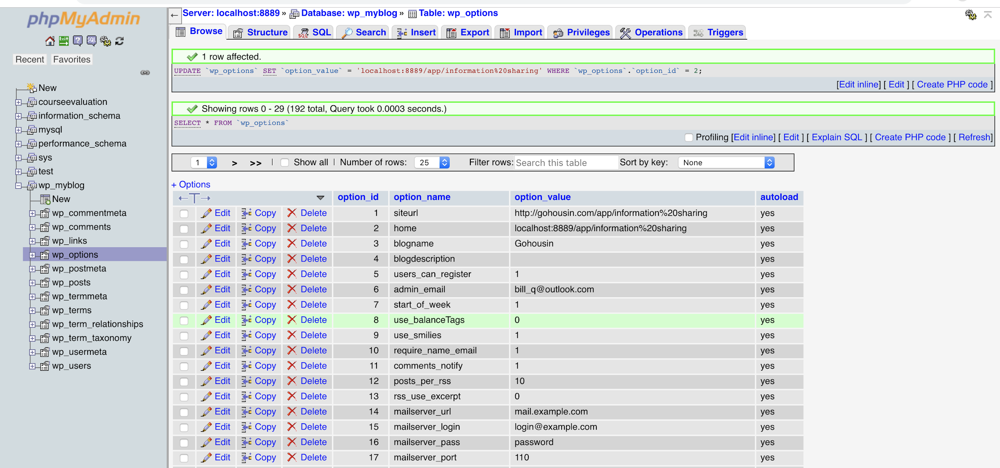 phpMyAdmin
Recent Favorites
New
courseevaluation
information_schema
mysql
performance_schema
sys
test
wp_myblog
New
wp_commentmeta
wp_comments
wp_links
wp_options
wp_postmeta
wp_posts
wp_termmeta
wp_terms
wp_term_relationships
wp_term_taxonomy
wp_usermeta
wp_users
Server: localhost:8889 » Database: wp_myblog » Table: wp_options
Browse Structure SQL Search Insert Export Import Privileges Operations Triggers
1 row affected.
UPDATE `wp_options` SET `option_value` = 'localhost:8889/app/information%20sharing' WHERE `wp_options`.`option_id` = 2;
[Edit inline] [ Edit ] [ Create PHP code ]
Showing rows 0 - 29 (192 total, Query took 0.0003 seconds.)
SELECT * FROM `wp_options`
Profiling [Edit inline] [ Edit ] [ Explain SQL ] [ Create PHP code ] [ Refresh]
1 > >> | Show all | Number of rows: 25 Filter rows: Search this table Sort by key: None
+ Options
←T→ option_id option_name option_value autoload
Edit Copy Delete 1 siteurl http://gohousin.com/app/information%20sharing yes
Edit Copy Delete 2 home localhost:8889/app/information%20sharing yes
Edit Copy Delete 3 blogname Gohousin yes
Edit Copy Delete 4 blogdescription yes
Edit Copy Delete 5 users_can_register 1 yes
Edit Copy Delete 6 admin_email bill_q@outlook.com yes
Edit Copy Delete 7 start_of_week 1 yes
Edit Copy Delete 8 use_balanceTags 0 yes
Edit Copy Delete 9 use_smilies 1 yes
Edit Copy Delete 10 require_name_email 1 yes
Edit Copy Delete 11 comments_notify 1 yes
Edit Copy Delete 12 posts_per_rss 10 yes
Edit Copy Delete 13 rss_use_excerpt 0 yes
Edit Copy Delete 14 mailserver_url mail.example.com yes
Edit Copy Delete 15 mailserver_login login@example.com yes
Edit Copy Delete 16 mailserver_pass password yes
Edit Copy Delete 17 mailserver_port 110 yes